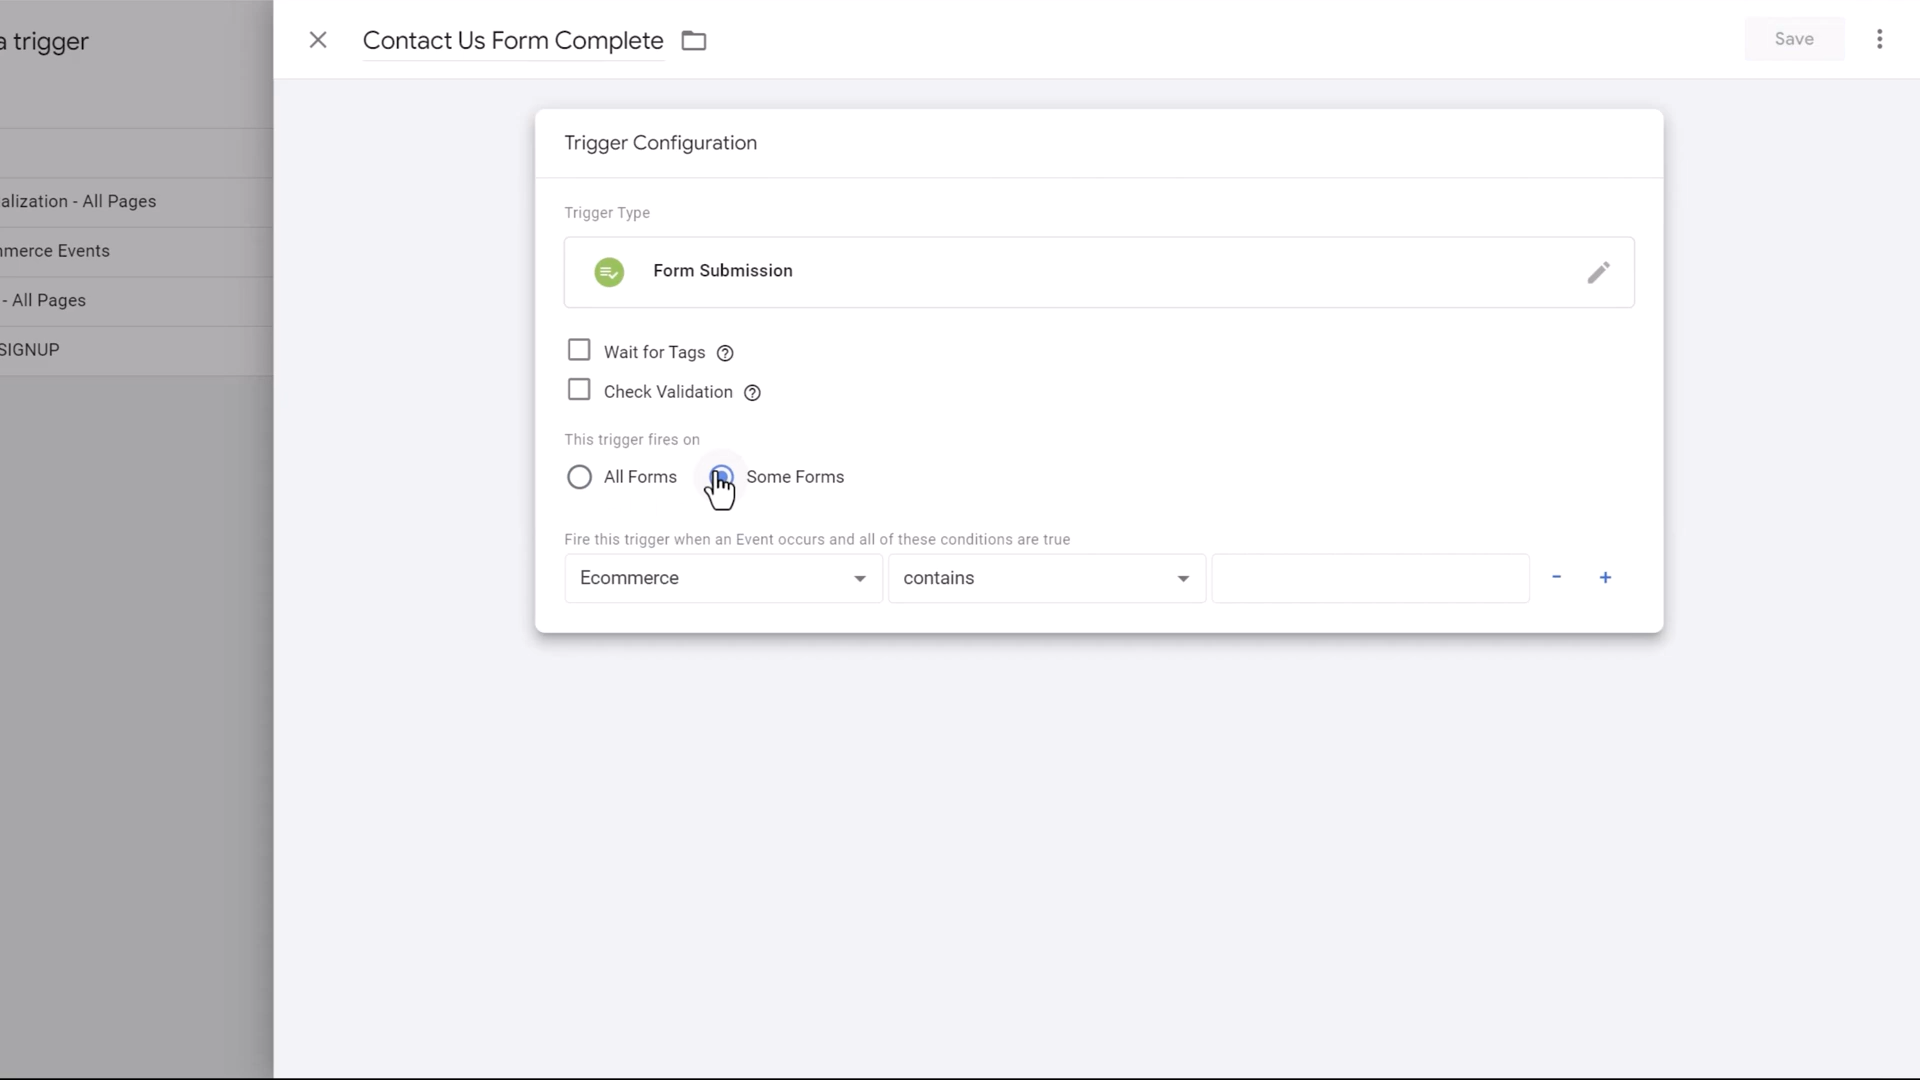 a trigger
Contact Us Form Complete
Save
Trigger Configuration
alization - All Pages
Trigger Type
mmerce Events
Form Submission
- All Pages
SIGNUP
Wait for Tags
Check Validation
This trigger fires on
All Forms Some Forms
Fire this trigger when an Event occurs and all of these conditions are true
Ecommerce contains - +